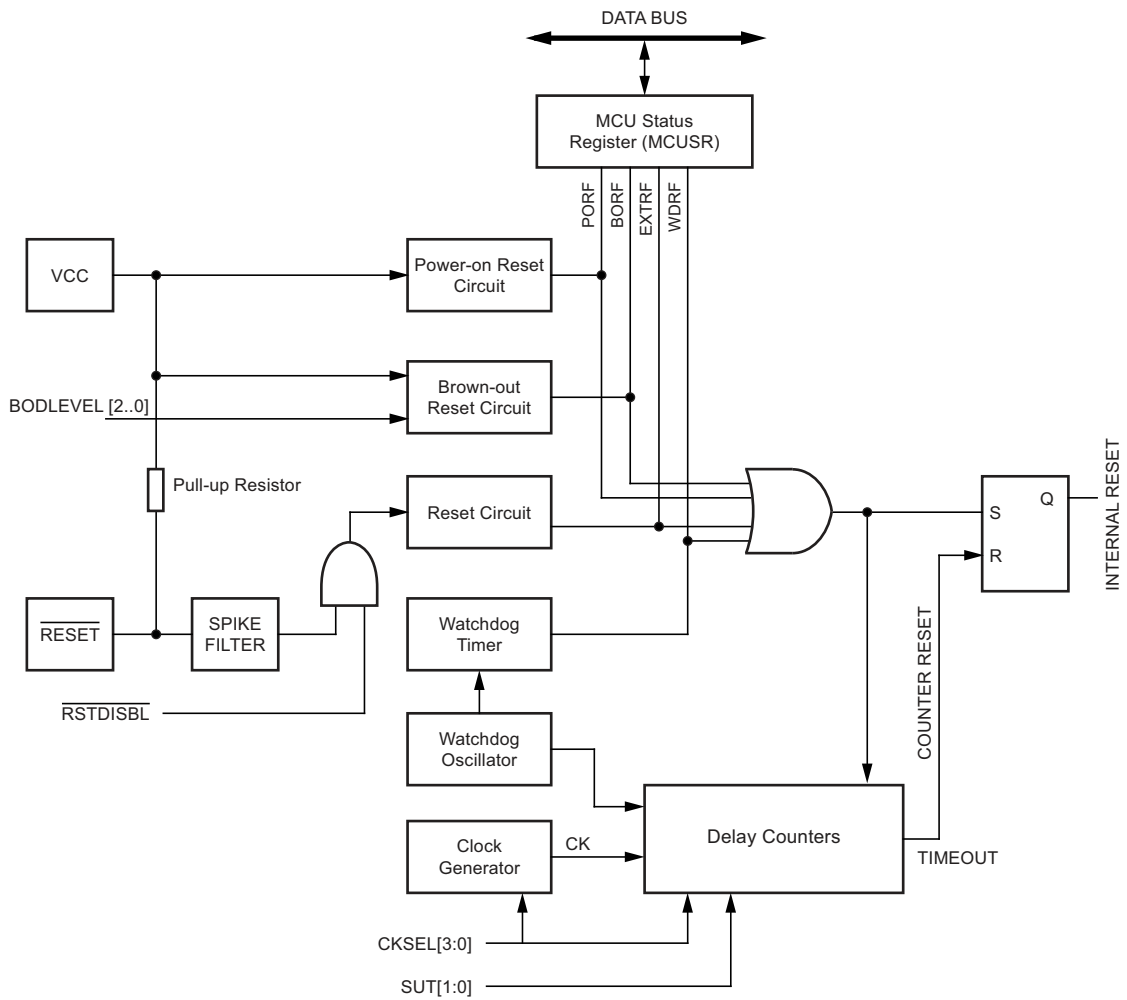 DATA BUS
MCU Status
Register (MCUSR)
PORF
BORF
EXTRF
WDRF
VCC
Power-on Reset
Circuit
Brown-out
Reset Circuit
BODLEVEL [2..0]
Pull-up Resistor
Reset Circuit
S
Q
R
INTERNAL RESET
RESET
SPIKE
FILTER
Watchdog
Timer
RSTDISBL
Watchdog
Oscillator
COUNTER RESET
Clock
Generator
CK
Delay Counters
TIMEOUT
CKSEL[3:0]
SUT[1:0]